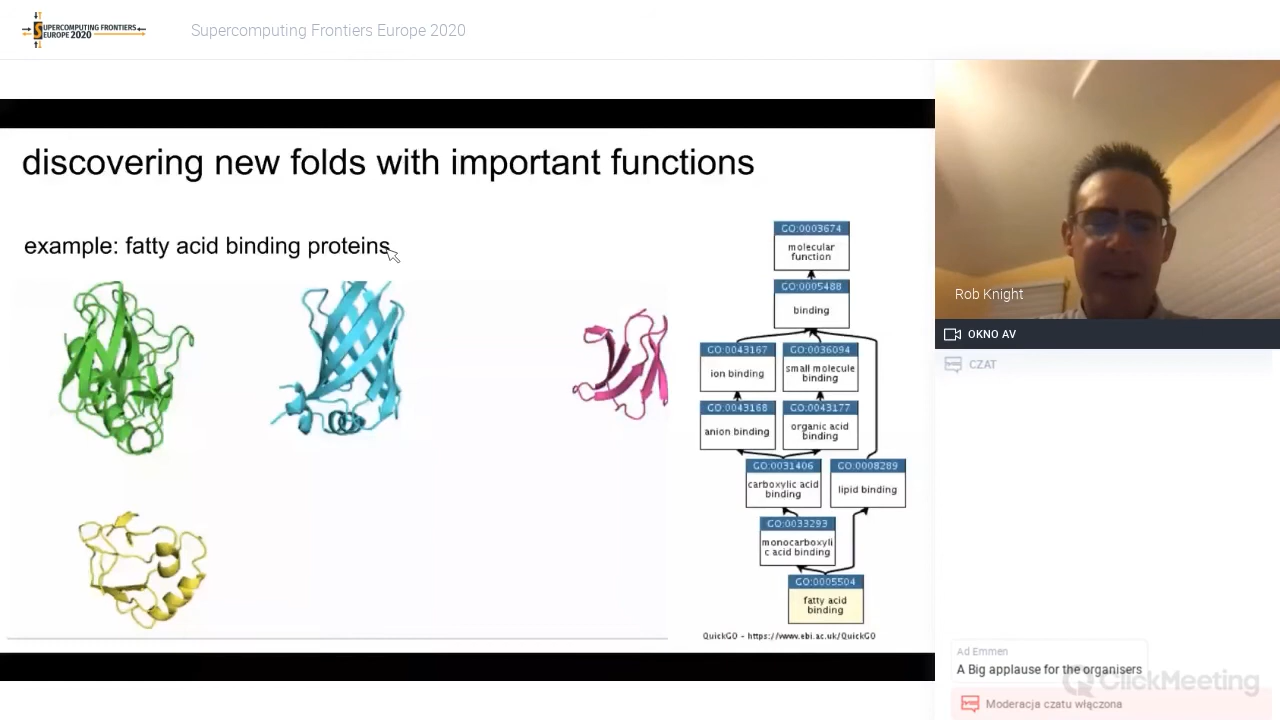 SUPERCOMPUTING FRONTIERS
EUROPE 2020
Supercomputing Frontiers Europe 2020
discovering new folds with important functions
example: fatty acid binding proteins
GO:0003674
molecular
function
GO:0005488
binding
GO:0043167
ion binding
GO:0036094
small molecule
binding
GO:0043168
anion binding
GO:0043177
organic acid
binding
GO:0031406
carboxylic acid
binding
GO:0008289
lipid binding
GO:0033293
monocarboxyli
c acid binding
GO:0005504
fatty acid
binding
QuickGO - https://www.ebi.ac.uk/QuickGO
Rob Knight
OKNO AV
CZAT
Ad Emmen
A Big applause for the organisers
ClickMeeting
Moderacja czatu włączona